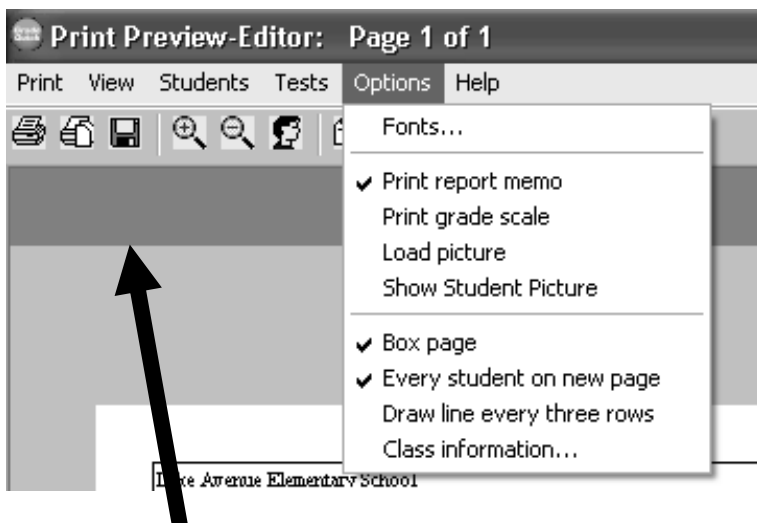 Print Preview-Editor: Page 1 of 1
Print View Students Tests Options Help
Fonts...
Print report memo
Print grade scale
Load picture
Show Student Picture
Box page
Every student on new page
Draw line every three rows
Class information...
Avenue Elementary School